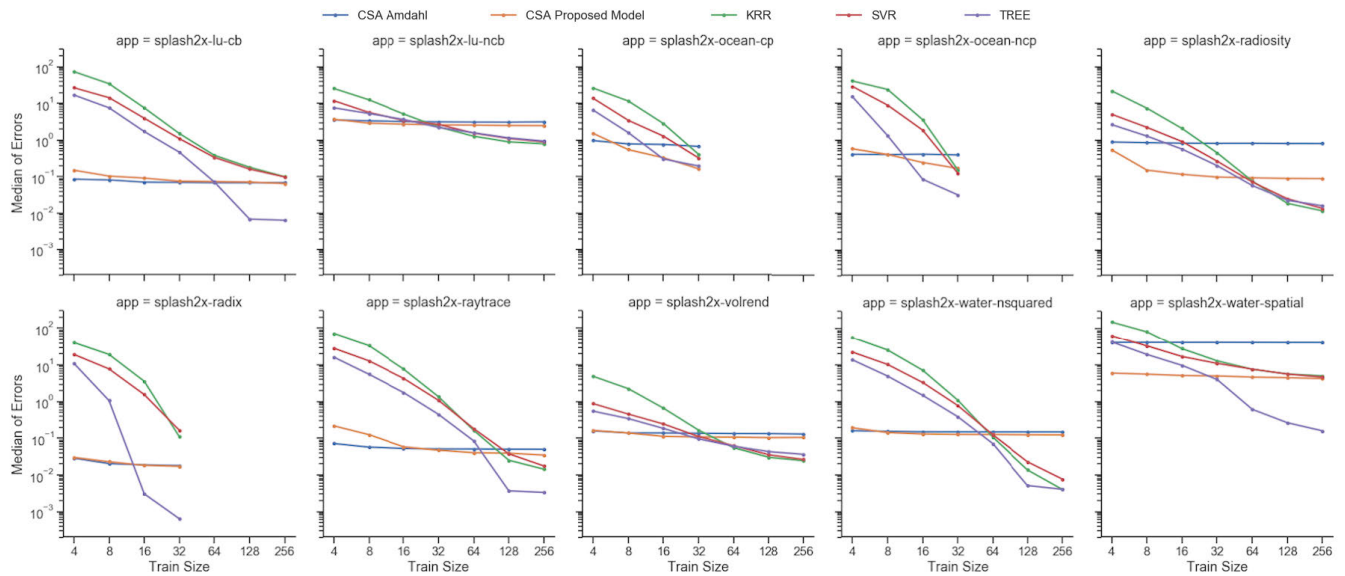 CSA Amdahl CSA Proposed Model KRR SVR TREE
app = splash2x-lu-cb app = splash2x-lu-ncb app = splash2x-ocean-cp app = splash2x-ocean-ncp app = splash2x-radiosity
Median of Errors
10²
10¹
10⁰
10⁻¹
10⁻²
10⁻³
app = splash2x-radix app = splash2x-raytrace app = splash2x-volrend app = splash2x-water-nsquared app = splash2x-water-spatial
Median of Errors
10²
10¹
10⁰
10⁻¹
10⁻²
10⁻³
4 8 16 32 64 128 256 4 8 16 32 64 128 256 4 8 16 32 64 128 256 4 8 16 32 64 128 256 4 8 16 32 64 128 256
Train Size Train Size Train Size Train Size Train Size